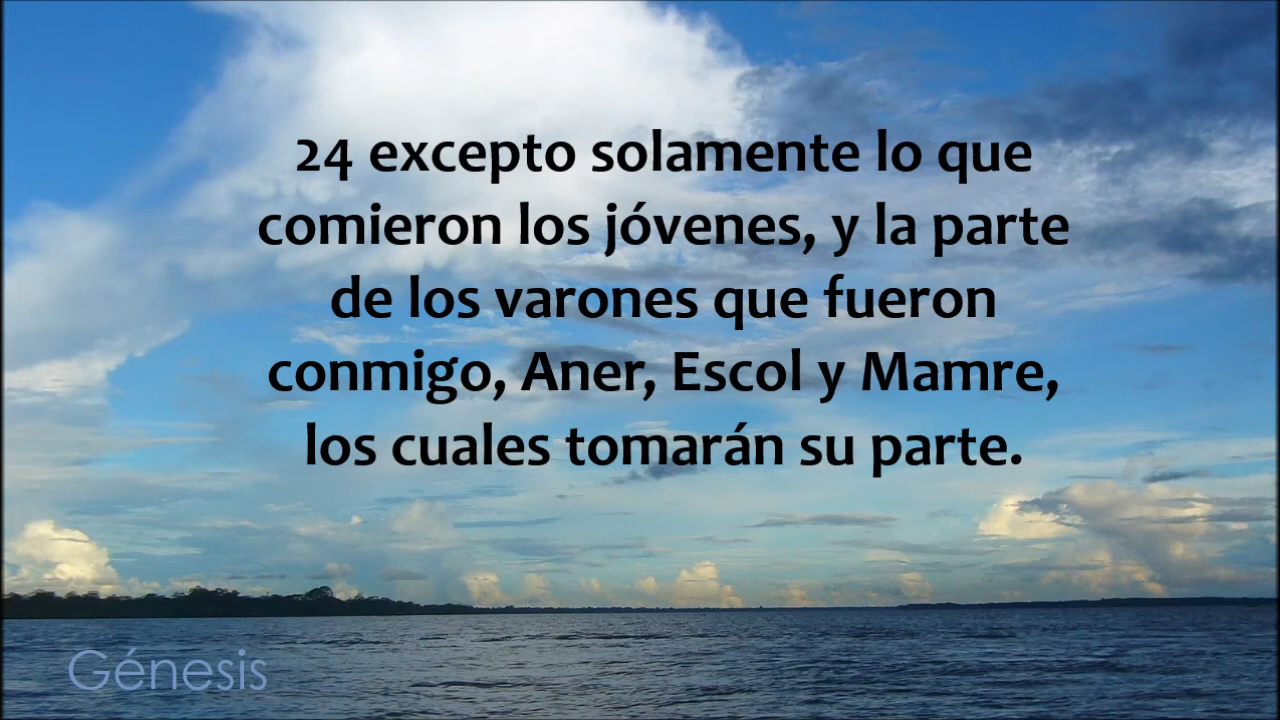 24 excepto solamente lo que
comieron los jóvenes, y la parte
de los varones que fueron
conmigo, Aner, Escol y Mamre,
los cuales tomarán su parte.
Génesis